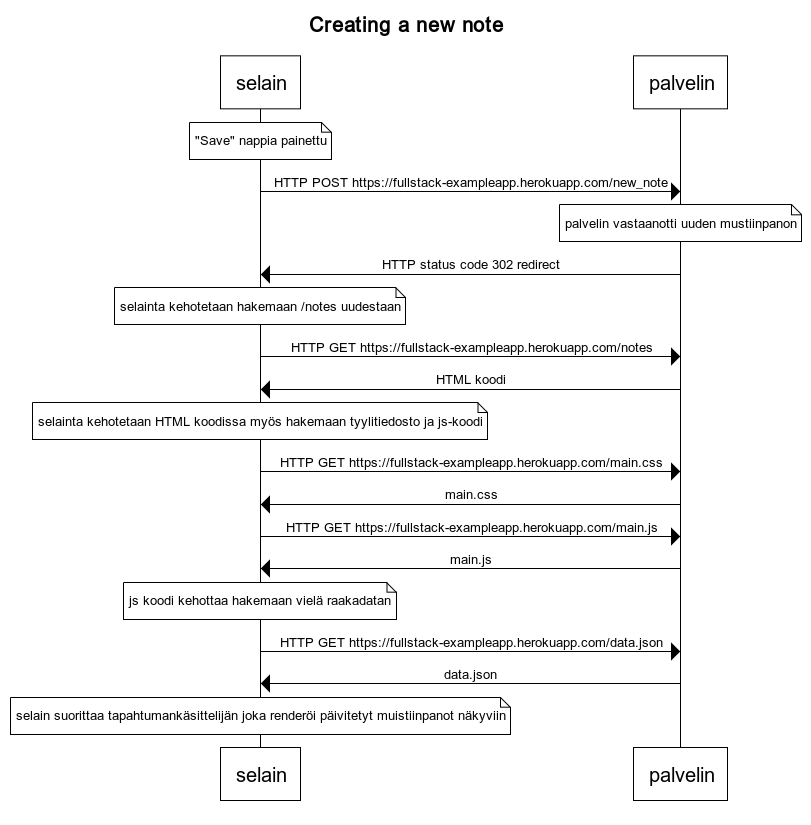 Creating a new note
selain
palvelin
"Save" nappia painettu
HTTP POST https://fullstack-exampleapp.herokuapp.com/new_note
palvelin vastaanotti uuden mustiinpanon
HTTP status code 302 redirect
selainta kehotetaan hakemaan /notes uudestaan
HTTP GET https://fullstack-exampleapp.herokuapp.com/notes
HTML koodi
selainta kehotetaan HTML koodissa myös hakemaan tyylitiedosto ja js-koodi
HTTP GET https://fullstack-exampleapp.herokuapp.com/main.css
main.css
HTTP GET https://fullstack-exampleapp.herokuapp.com/main.js
main.js
js koodi kehottaa hakemaan vielä raakadatan
HTTP GET https://fullstack-exampleapp.herokuapp.com/data.json
data.json
selain suorittaa tapahtumankäsittelijän joka renderöi päivitetyt muistiinpanot näkyviin
selain
palvelin